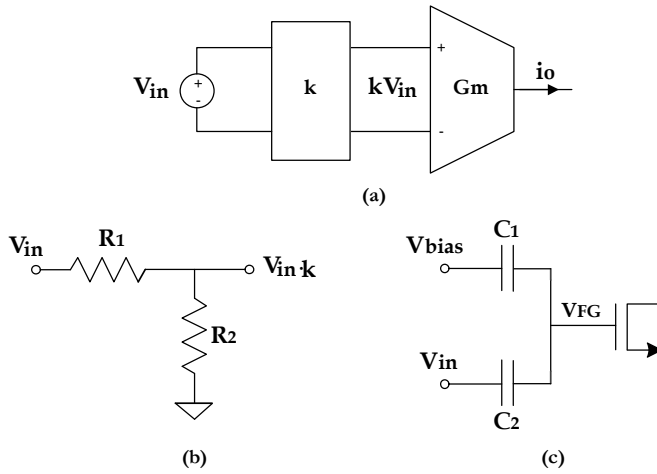 Vin
+
-
k
kVin
+
-
Gm
io
(a)
Vin
R1
Vin·k
R2
(b)
C1
Vbias
VFG
Vin
C2
(c)